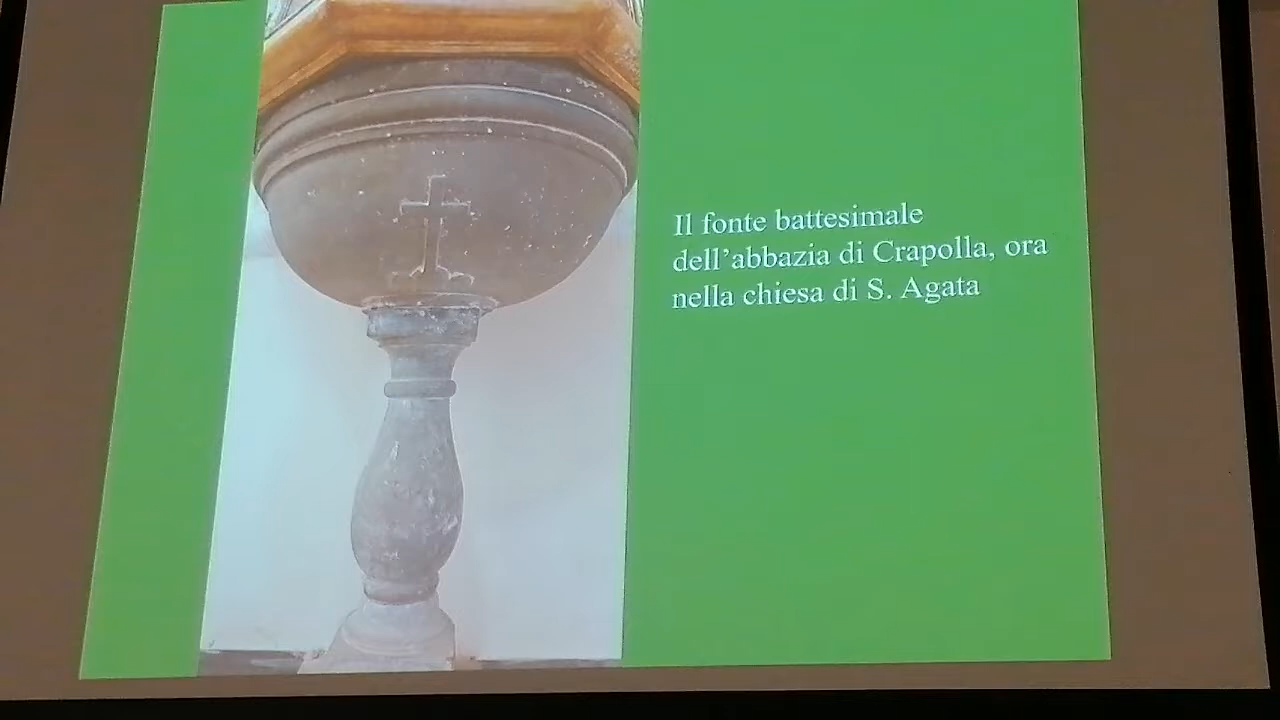 Il fonte battesimale
dell'abbazia di Crapolla, ora
nella chiesa di S. Agata